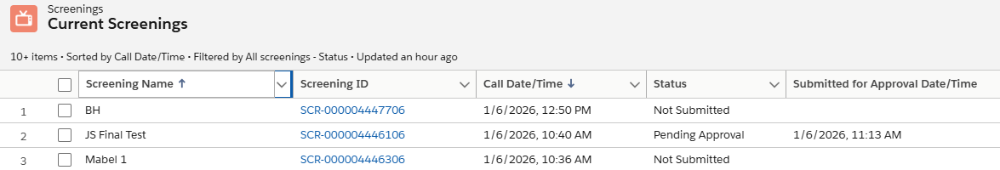 Screenings
Current Screenings
10+ items • Sorted by Call Date/Time • Filtered by All screenings - Status • Updated an hour ago
Screening Name ↑ Screening ID Call Date/Time ↓ Status Submitted for Approval Date/Time
1 BH SCR-000004447706 1/6/2026, 12:50 PM Not Submitted
2 JS Final Test SCR-000004446106 1/6/2026, 10:40 AM Pending Approval 1/6/2026, 11:13 AM
3 Mabel 1 SCR-000004446306 1/6/2026, 10:36 AM Not Submitted